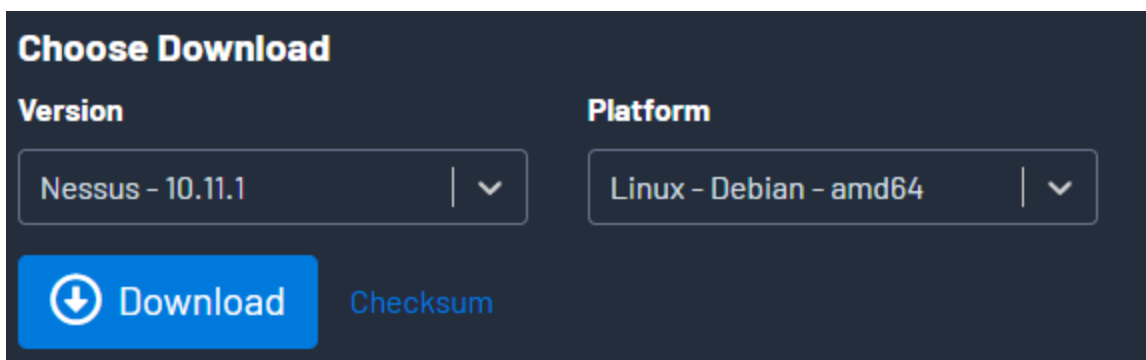 Choose Download
Version Platform
Nessus - 10.11.1 Linux - Debian - amd64
Download Checksum